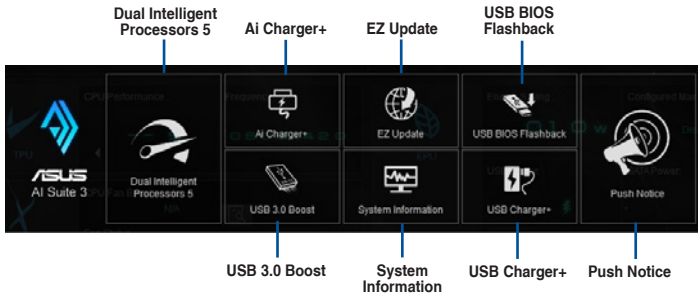 Dual Intelligent
Processors 5
Ai Charger+
EZ Update
USB BIOS
Flashback
ASUS
AI Suite 3
Dual Intelligent
Processors 5
Ai Charger+
EZ Update
USB BIOS Flashback
USB 3.0 Boost
System Information
USB Charger+
Push Notice
USB 3.0 Boost
System
Information
USB Charger+
Push Notice